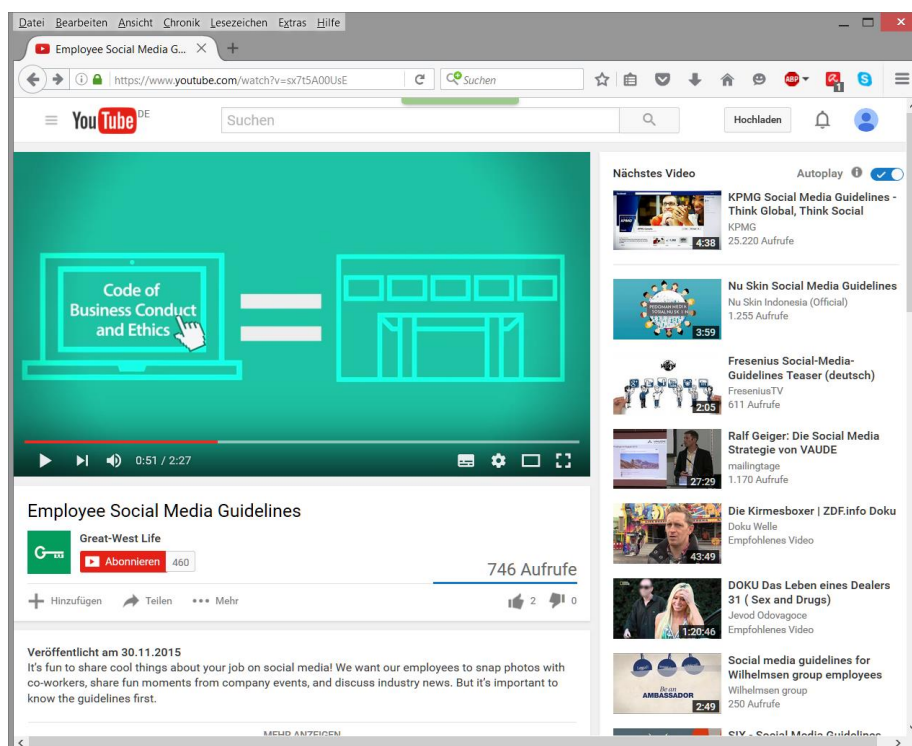 Datei Bearbeiten Ansicht Chronik Lesezeichen Extras Hilfe
Employee Social Media G...
https://www.youtube.com/watch?v=sx7t5A00UsE
Suchen
ABP
1
You Tube DE
Suchen
Hochladen
Code of
Business Conduct
and Ethics
0:51 / 2:27
Employee Social Media Guidelines
Great-West Life
Abonnieren 460
746 Aufrufe
Hinzufügen Teilen Mehr
2 0
Veröffentlicht am 30.11.2015
It's fun to share cool things about your job on social media! We want our employees to snap photos with
co-workers, share fun moments from company events, and discuss industry news. But it's important to
know the guidelines first.
MEHR ANZEIGEN
Nächstes Video Autoplay
KPMG Social Media Guidelines -
Think Global, Think Social
KPMG
25.220 Aufrufe
4:38
Nu Skin Social Media Guidelines
Nu Skin Indonesia (Official)
1.255 Aufrufe
PEDOMAN MEDIA
3:59
Fresenius Social-Media-
Guidelines Teaser (deutsch)
FreseniusTV
611 Aufrufe
2:05
Ralf Geiger: Die Social Media
Strategie von VAUDE
mailingtage
1.170 Aufrufe
27:29
Die Kirmesboxer | ZDF.info Doku
Doku Welle
Empfohlenes Video
43:49
DOKU Das Leben eines Dealers
31 ( Sex and Drugs)
Jevod Odovagoce
Empfohlenes Video
1:20:46
Social media guidelines for
Wilhelmsen group employees
Wilhelmsen group
250 Aufrufe
Be an
AMBASSADOR
2:49
SIX - Social Media Guidelines